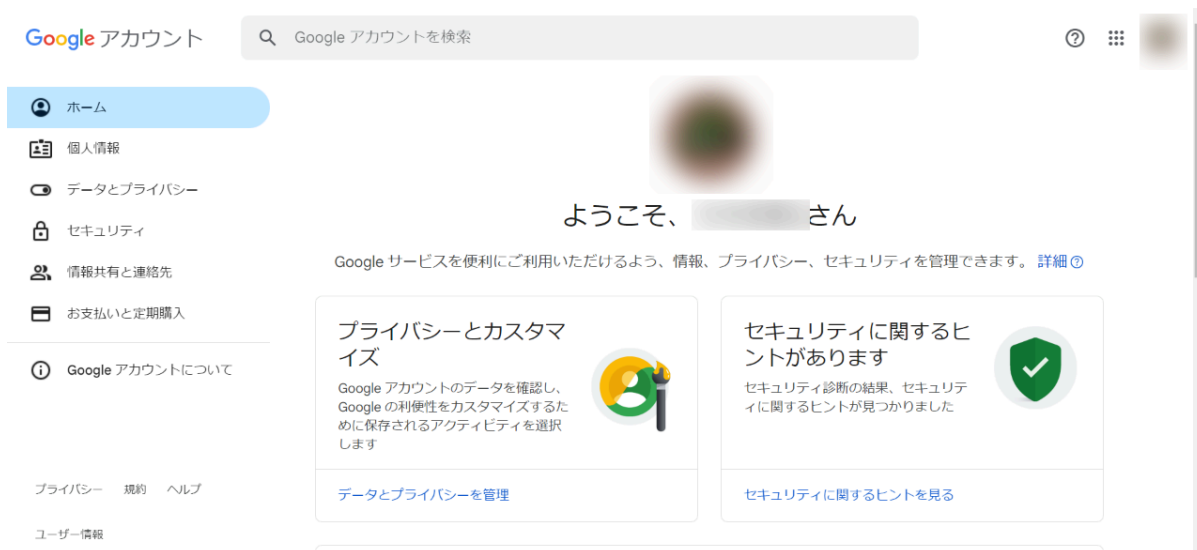 Google アカウント
Google アカウントを検索
ホーム
個人情報
データとプライバシー
セキュリティ
情報共有と連絡先
お支払いと定期購入
Google アカウントについて
プライバシー 規約 ヘルプ
ユーザー情報
ようこそ、 さん
Google サービスを便利にご利用いただけるよう、情報、プライバシー、セキュリティを管理できます。 詳細
プライバシーとカスタマ
イズ
Google アカウントのデータを確認し、
Google の利便性をカスタマイズするた
めに保存されるアクティビティを選択
します
データとプライバシーを管理
セキュリティに関するヒ
ントがあります
セキュリティ診断の結果、セキュリテ
ィに関するヒントが見つかりました
セキュリティに関するヒントを見る